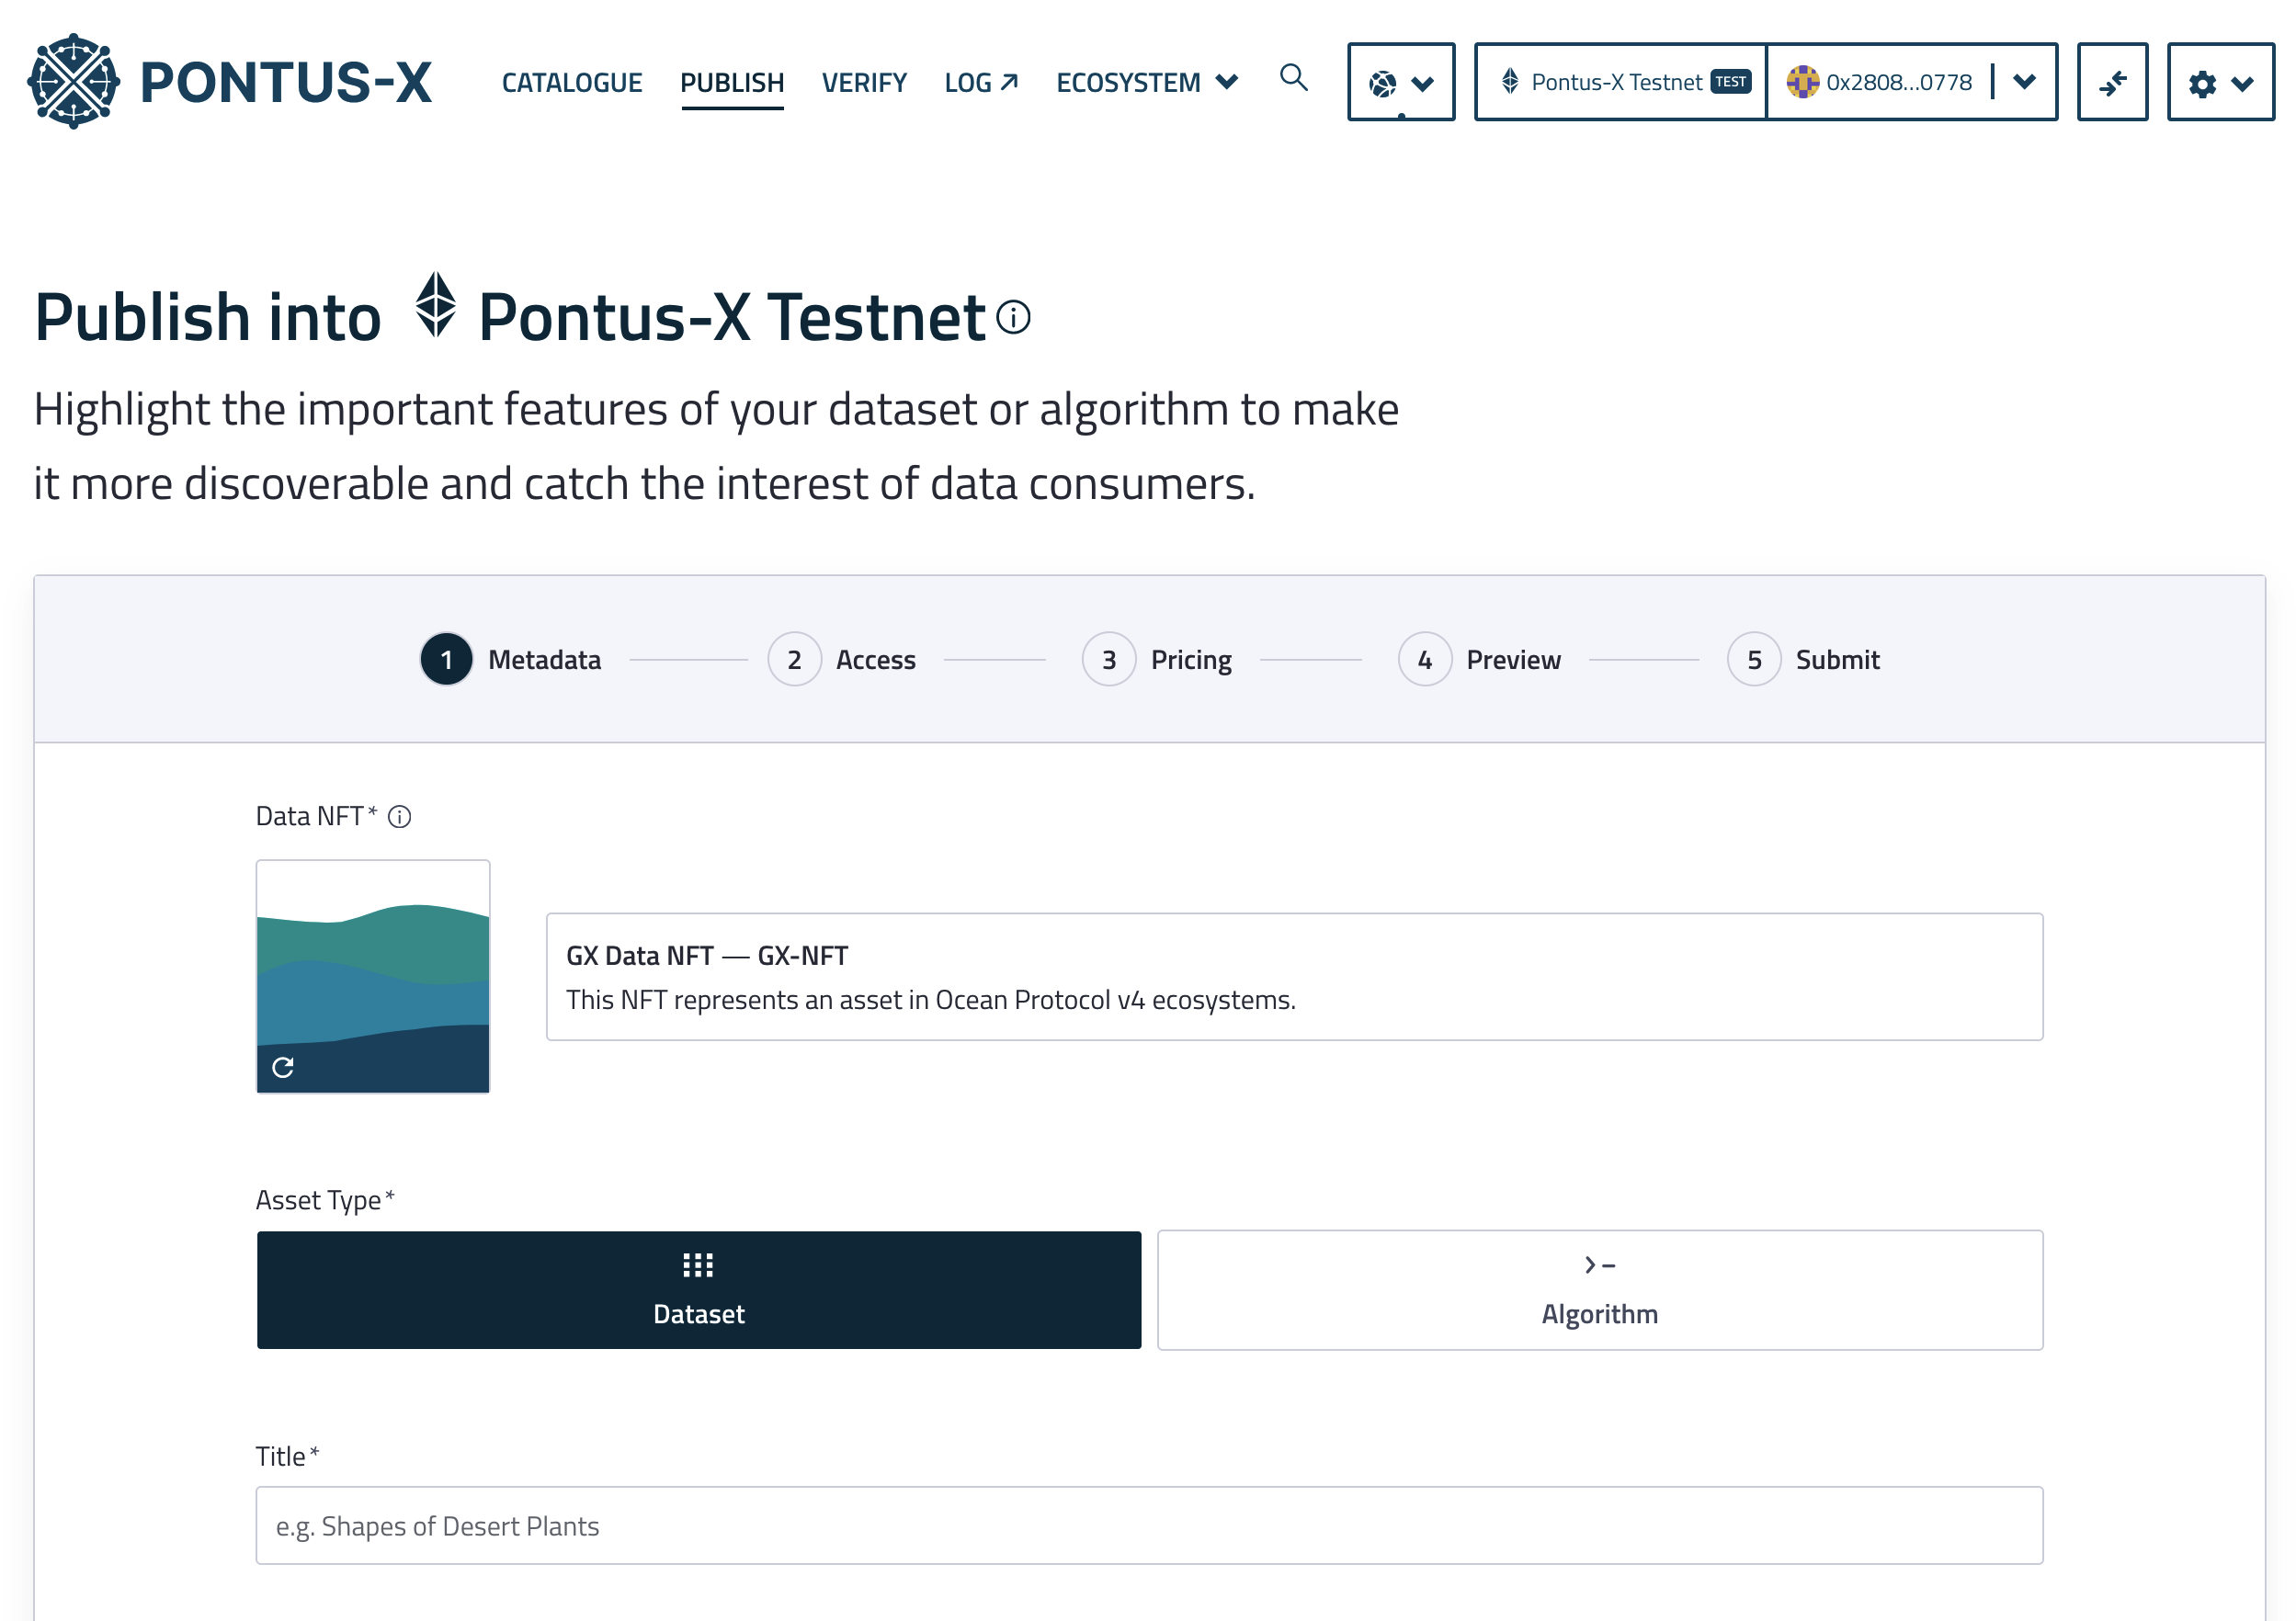 PONTUS-X
CATALOGUE PUBLISH VERIFY LOG ECOSYSTEM
Pontus-X Testnet TEST 0x2808...0778
Publish into Pontus-X Testnet
Highlight the important features of your dataset or algorithm to make
it more discoverable and catch the interest of data consumers.
1 Metadata 2 Access 3 Pricing 4 Preview 5 Submit
Data NFT*
GX Data NFT — GX-NFT
This NFT represents an asset in Ocean Protocol v4 ecosystems.
Asset Type*
Dataset
Algorithm
Title*
e.g. Shapes of Desert Plants